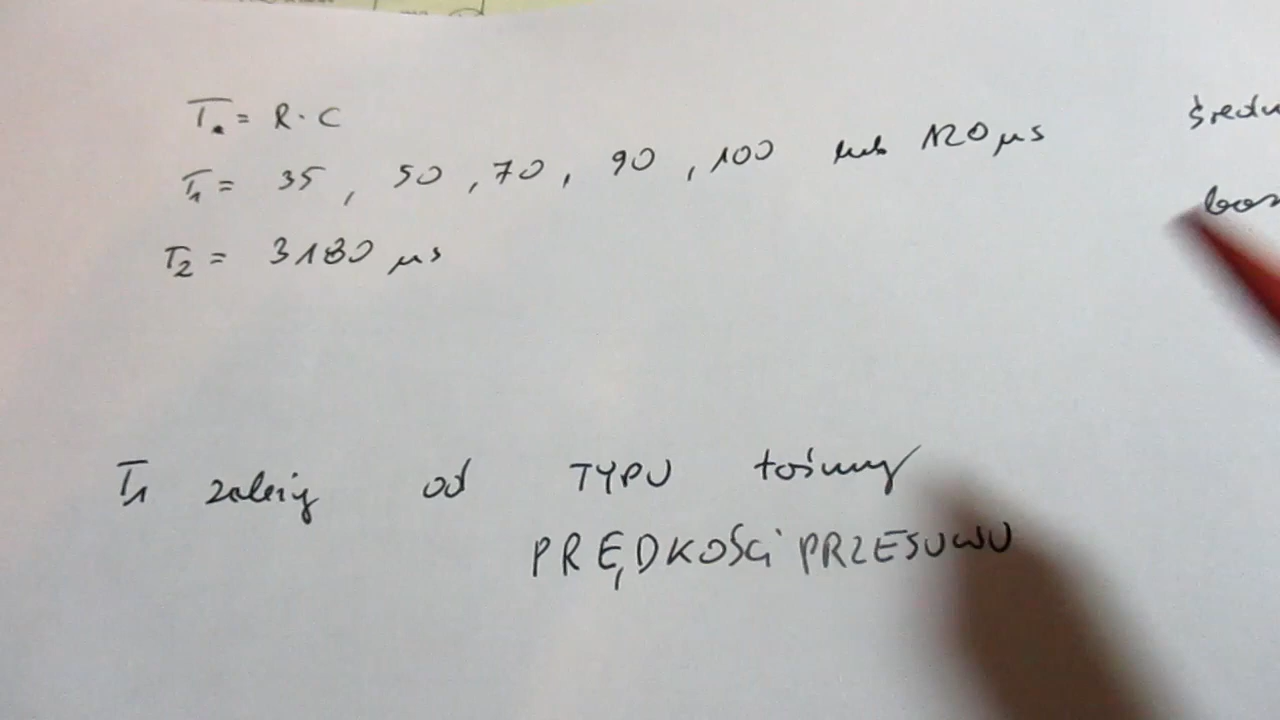 T = R · C
T1 = 35, 50, 70, 90, 100 lub 120 μs
T2 = 3180 μs
T1 zależy od TYPU taśmy
PRĘDKOŚCi PRZESUWU